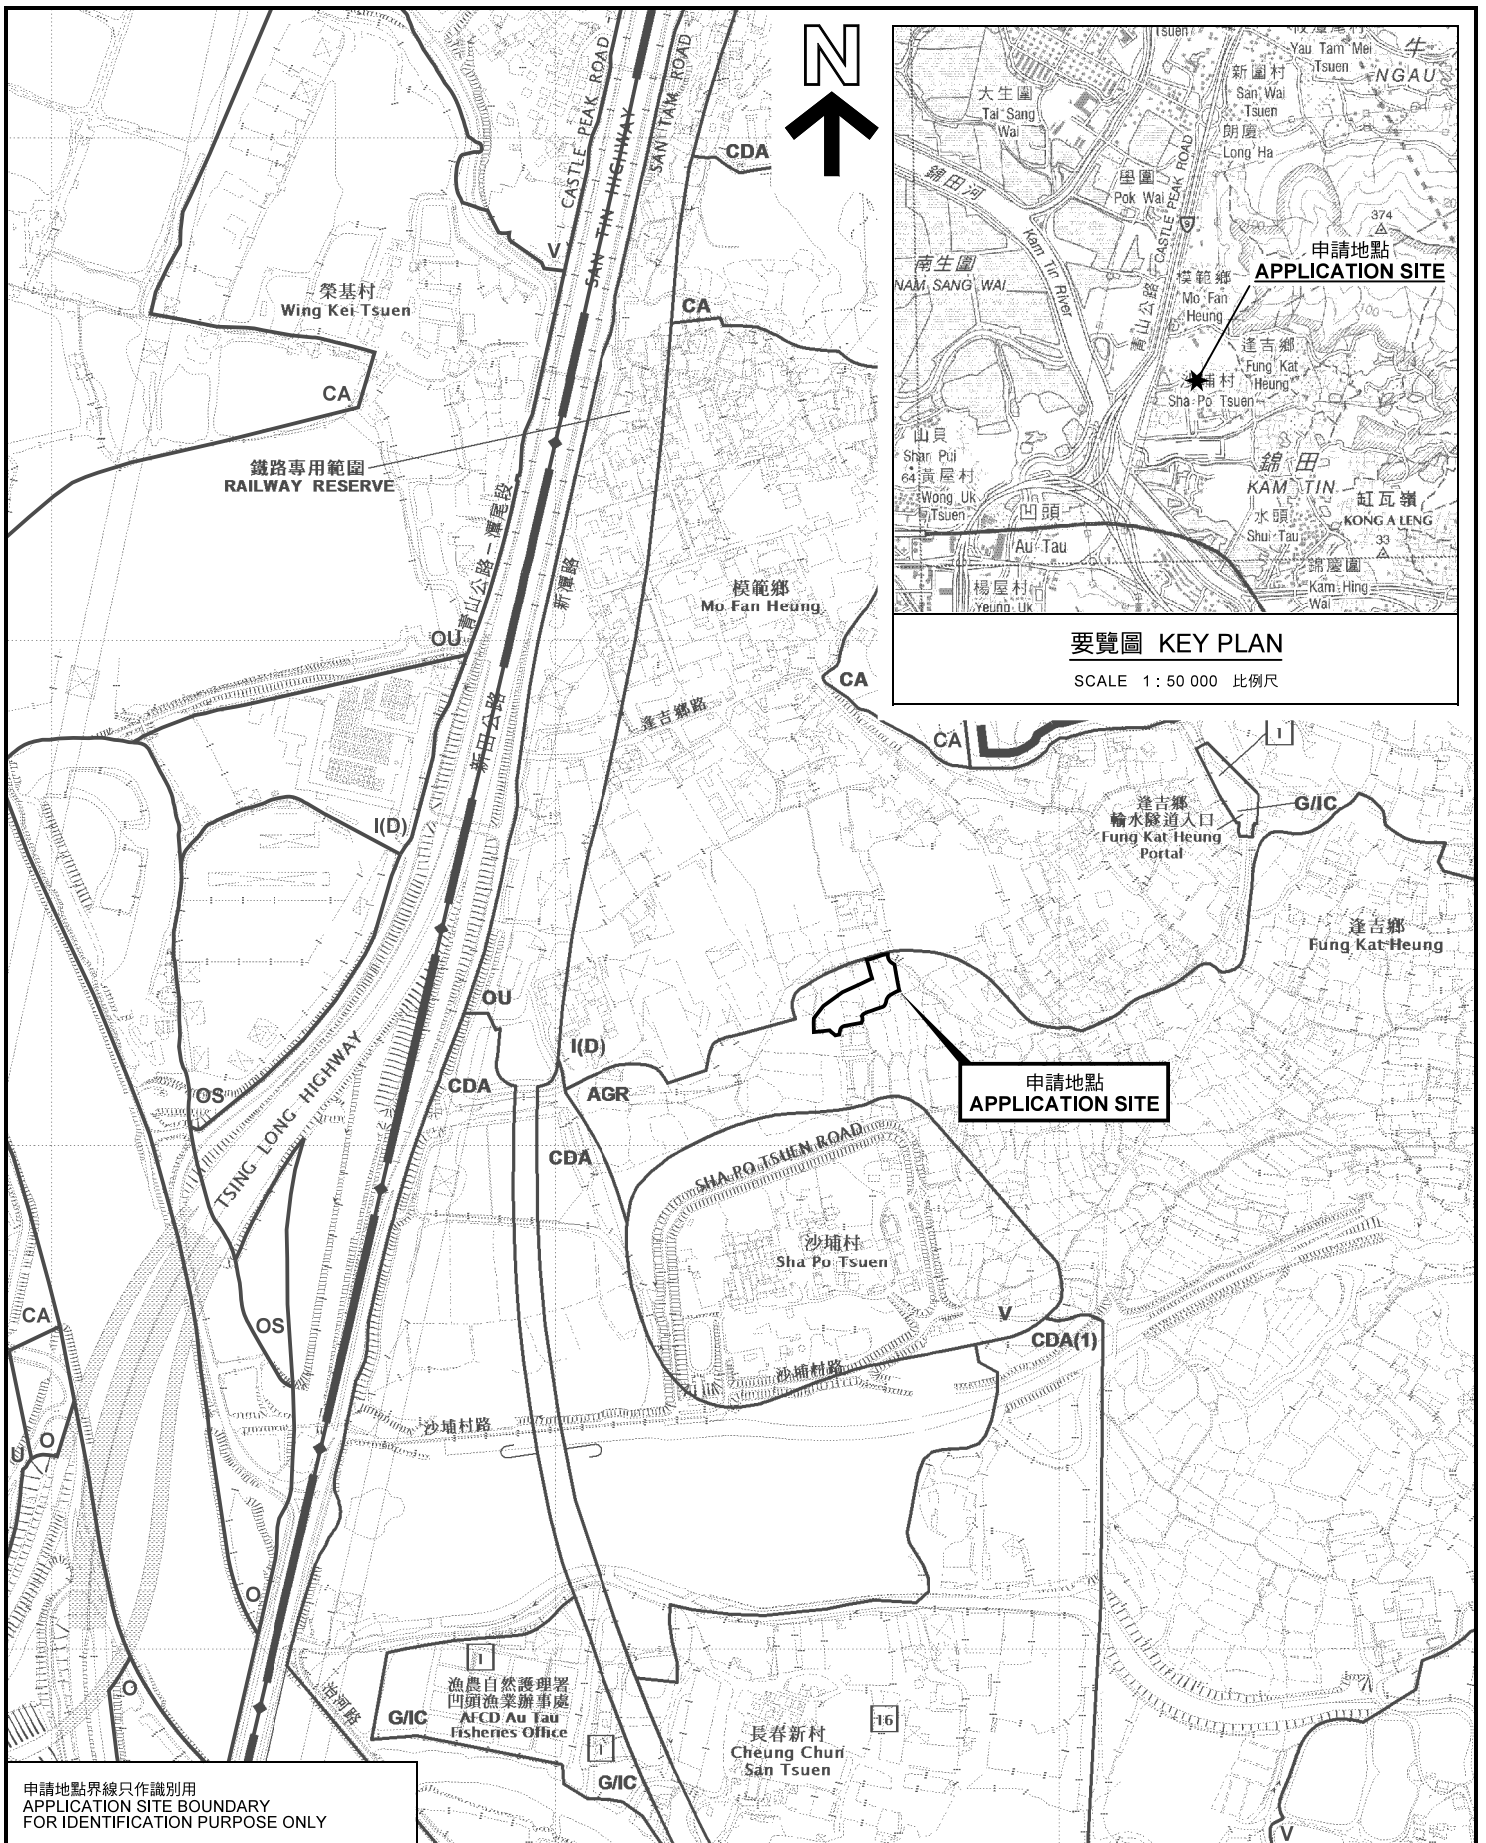 N
CASTLE PEAK ROAD
SAN TIN HIGHWAY
SAN TAM ROAD
CDA
V
榮基村
Wing Kei Tsuen
CA
CA
鐵路專用範圍
RAILWAY RESERVE
青山公路－潭尾段
新潭路
模範鄉
Mo Fan Heung
OU
新田公路
逢吉鄉路
CA
CA
1
G/IC
逢吉鄉
輸水隧道入口
Fung Kat Heung
Portal
逢吉鄉
Fung Kat Heung
I(D)
OU
I(D)
CDA
AGR
OS
TSING LONG HIGHWAY
CDA
申請地點
APPLICATION SITE
SHA PO TSUEN ROAD
沙埔村
Sha Po Tsuen
V
CDA(1)
CA
OS
沙埔村路
沙埔村路
U
O
O
O
治河路
1
漁農自然護理署
凹頭漁業辦事處
AFCD Au Tau
Fisheries Office
G/IC
1
G/IC
長春新村
Cheung Chun
San Tsuen
16
V
申請地點界線只作識別用
APPLICATION SITE BOUNDARY
FOR IDENTIFICATION PURPOSE ONLY
Tsuen
Yau Tam Mei
Tsuen
牛
NGAU
新圍村
San Wai
Tsuen
大生圍
Tai Sang
Wai
朗廈
Long Ha
錦田河
壆圍
Pok Wai
CASTLE PEAK ROAD
9
374
申請地點
APPLICATION SITE
Kam Tin River
南生圍
NAM SANG WAI
模範鄉
Mo Fan
Heung
青山公路
逢吉鄉
Fung Kat
Heung
埔村
Sha Po Tsuen
山貝
Shan Pui
64
黃屋村
Wong Uk
Tsuen
錦田
KAM TIN
缸瓦嶺
KONG A LENG
33
凹頭
Au Tau
水頭
Shui Tau
錦慶圍
Kam Hing
Wai
楊屋村
Yeung Uk
要覽圖 KEY PLAN
SCALE 1 : 50 000 比例尺